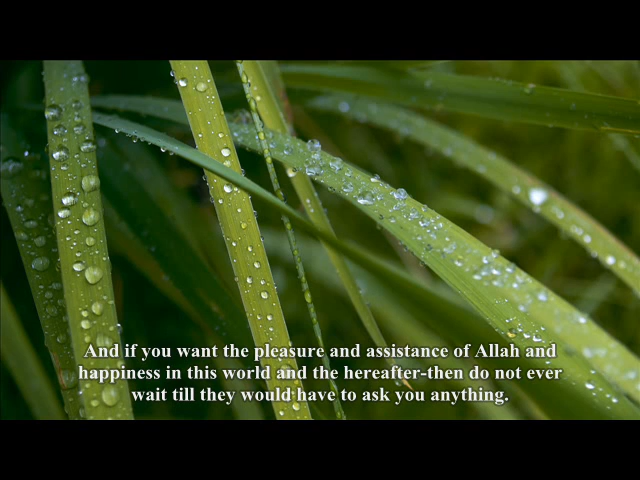 And if you want the pleasure and assistance of Allah and
happiness in this world and the hereafter-then do not ever
wait till they would have to ask you anything.